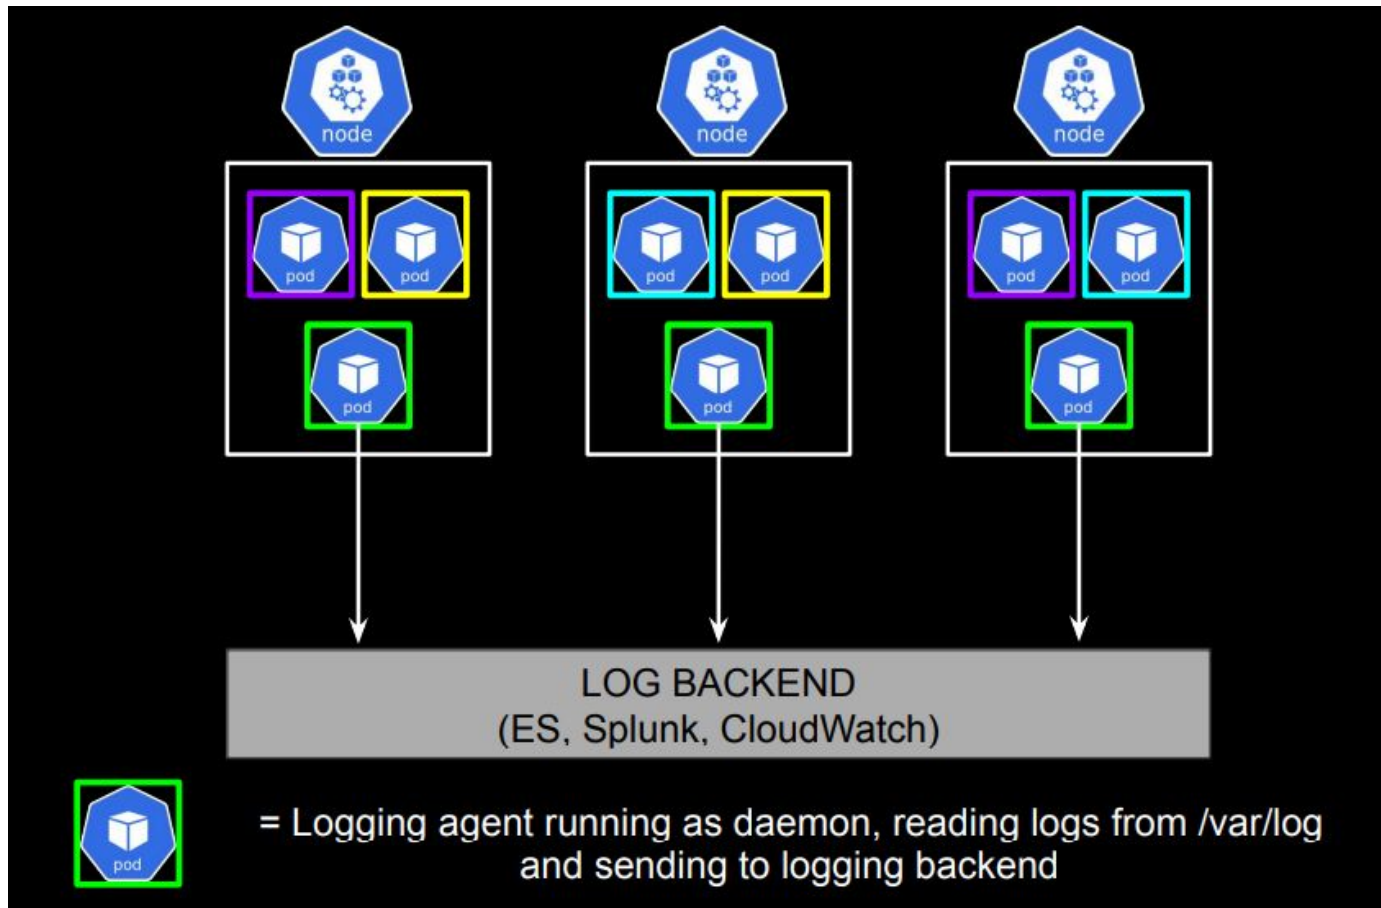 node
node
node
pod
pod
pod
pod
pod
pod
pod
pod
pod
LOG BACKEND
(ES, Splunk, CloudWatch)
pod
= Logging agent running as daemon, reading logs from /var/log
and sending to logging backend